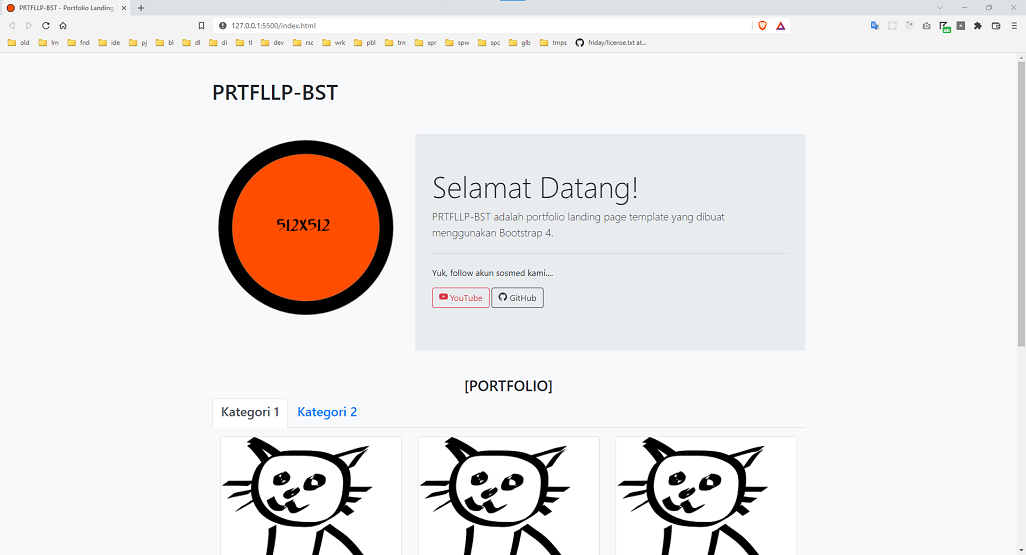 PRTFLLP-BST - Portfolio Landing
127.0.0.1:5500/index.html
old lrn fnd ide pj bl dl di tl dev rsc wrk pbl trn spr spw spc glb tmps friday/license.txt at...
PRTFLLP-BST
512X512
Selamat Datang!
PRTFLLP-BST adalah portfolio landing page template yang dibuat
menggunakan Bootstrap 4.
Yuk, follow akun sosmed kami....
YouTube GitHub
[PORTFOLIO]
Kategori 1 Kategori 2